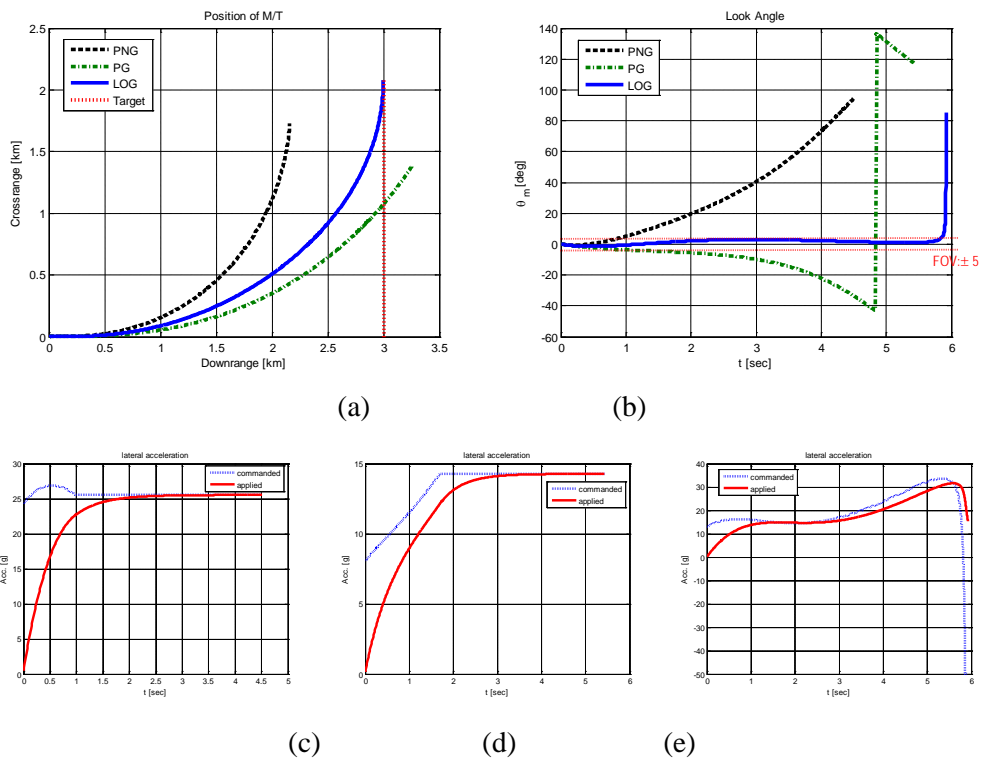 Position of M/T
2.5
2
1.5
1
0.5
0
Crossrange [km]
PNG
PG
LOG
Target
0 0.5 1 1.5 2 2.5 3 3.5
Downrange [km]
Look Angle
140
120
100
80
60
40
20
0
-20
-40
-60
θ m [deg]
PNG
PG
LOG
FOV:± 5
0 1 2 3 4 5 6
t [sec]
(a) (b)
lateral acceleration
30
25
20
15
10
5
0
Acc. [g]
commanded
applied
0 0.5 1 1.5 2 2.5 3 3.5 4 4.5 5
t [sec]
lateral acceleration
15
10
5
0
Acc. [g]
commanded
applied
0 1 2 3 4 5 6
t [sec]
lateral acceleration
40
30
20
10
0
-10
-20
-30
-40
-50
Acc. [g]
commanded
applied
0 1 2 3 4 5 6
t [sec]
(c) (d) (e)